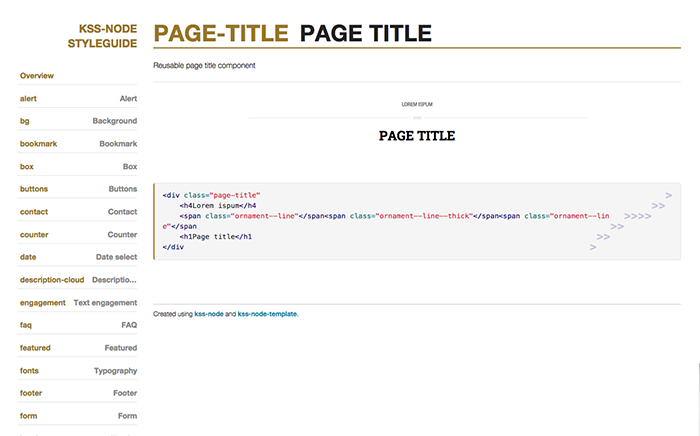 KSS-NODE
STYLEGUIDE
Overview
alert Alert
bg Background
bookmark Bookmark
box Box
buttons Buttons
contact Contact
counter Counter
date Date select
description-cloud Descriptio...
engagement Text engagement
faq FAQ
featured Featured
fonts Typography
footer Footer
form Form
PAGE-TITLE PAGE TITLE
Reusable page title component
LOREM ISPUM
PAGE TITLE
<div class="page-title" >
<h4Lorem ispum</h4 >>
<span class="ornament--line"</span><span class="ornament--line--thick"</span><span class="ornament--lin >>>>
e"</span >>
<h1Page title</h1 >>
</div >
Created using kss-node and kss-node-template.